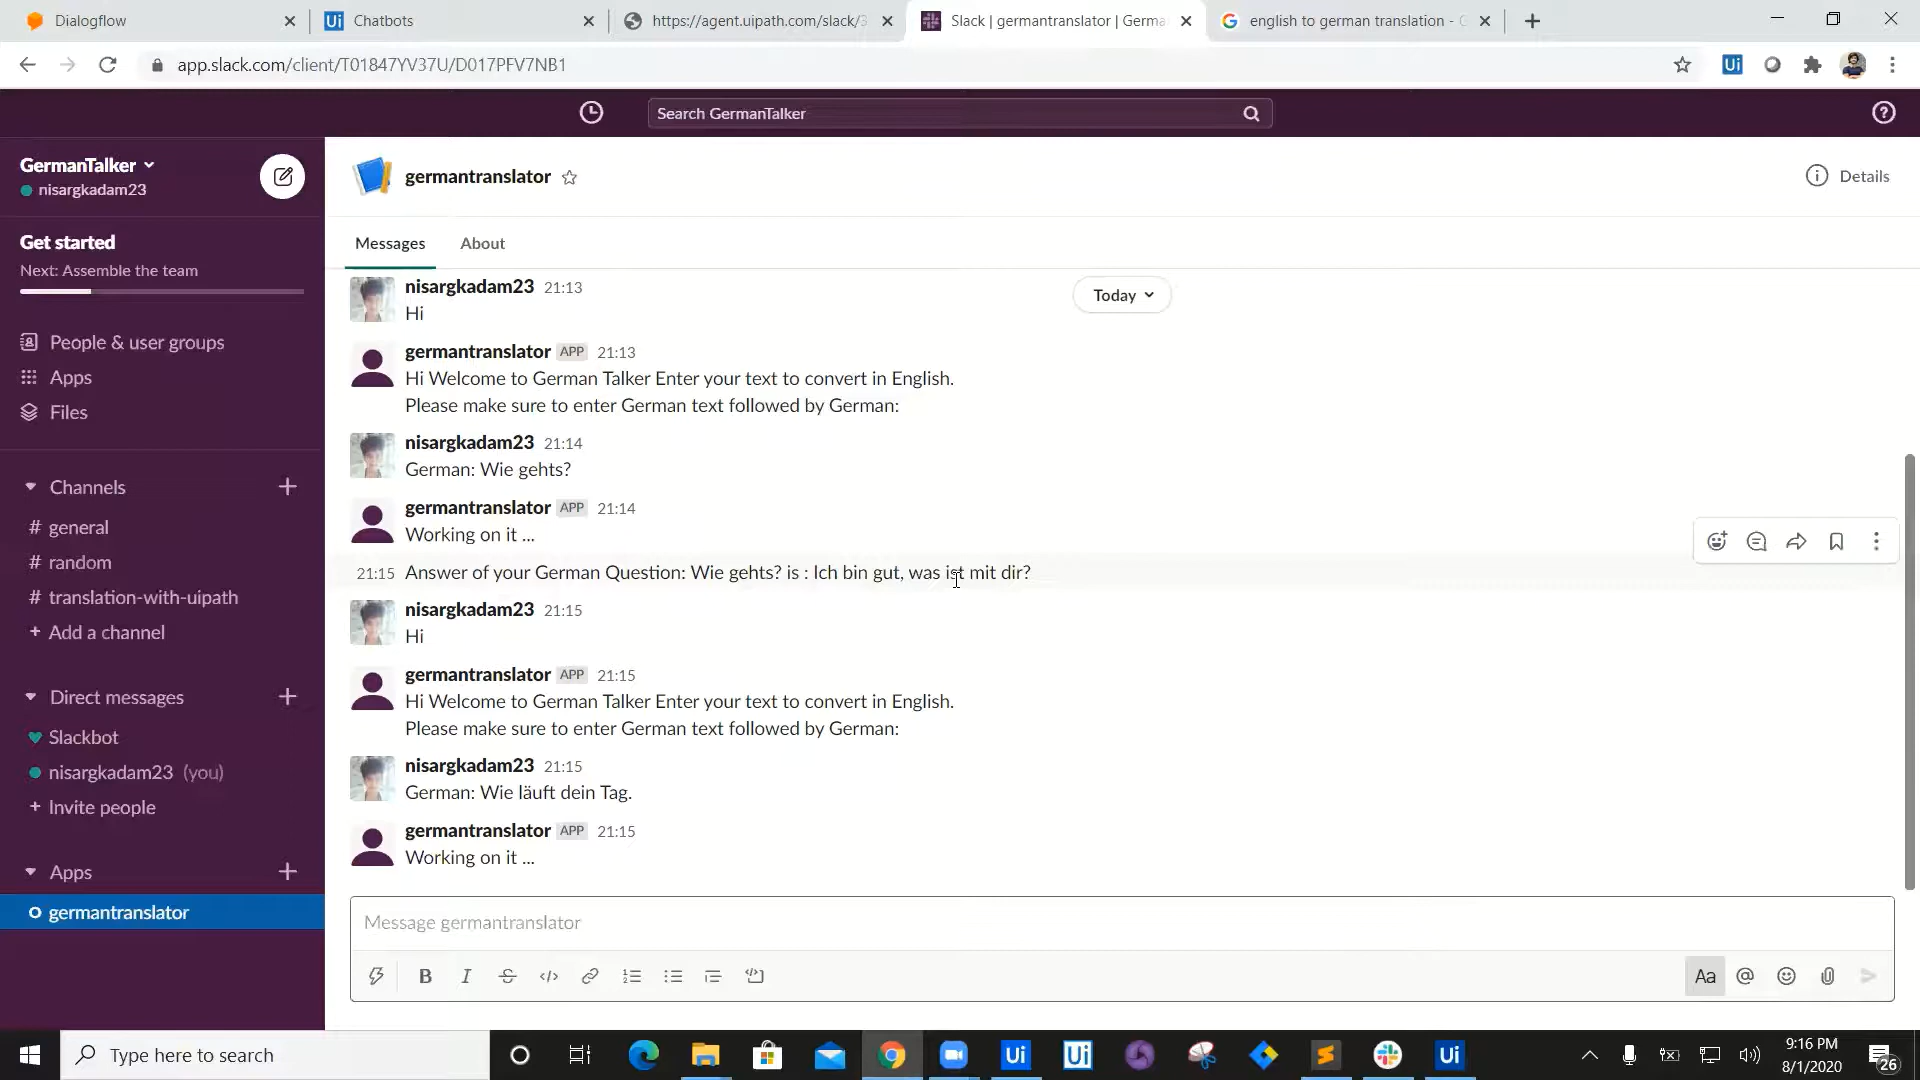 Dialogflow
Chatbots
https://agent.uipath.com/slack/3
Slack | germantranslator | Germa
english to german translation - G
app.slack.com/client/T01847YV37U/D017PFV7NB1
Search GermanTalker
GermanTalker
nisargkadam23
Get started
Next: Assemble the team
People & user groups
Apps
Files
Channels
# general
# random
# translation-with-uipath
+ Add a channel
Direct messages
Slackbot
nisargkadam23 (you)
+ Invite people
Apps
germantranslator
germantranslator
Details
Messages
About
Today
nisargkadam23 21:13
Hi
germantranslator APP 21:13
Hi Welcome to German Talker Enter your text to convert in English.
Please make sure to enter German text followed by German:
nisargkadam23 21:14
German: Wie gehts?
germantranslator APP 21:14
Working on it ...
21:15 Answer of your German Question: Wie gehts? is : Ich bin gut, was ist mit dir?
nisargkadam23 21:15
Hi
germantranslator APP 21:15
Hi Welcome to German Talker Enter your text to convert in English.
Please make sure to enter German text followed by German:
nisargkadam23 21:15
German: Wie läuft dein Tag.
germantranslator APP 21:15
Working on it ...
Message germantranslator
B I S </> Aa @
Type here to search
Ui
9:16 PM
8/1/2020
26